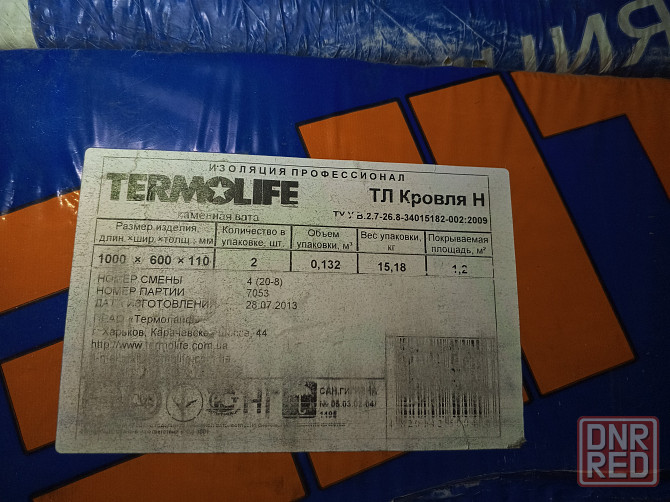 ИЗОЛЯЦИЯ ПРОФЕССИОНАЛ
TERMOLIFE
каменная вата
ТЛ Кровля Н
ТУ У В.2.7-26.8-34015182-002:2009
Размер изделия, длин.×шир.×толщ., мм
Количество в упаковке, шт.
Объем упаковки, м³
Вес упаковки, кг
Покрываемая площадь, м²
1000 × 600 × 110 2 0,132 15,18 1,2
НОМЕР СМЕНЫ 4 (20-8)
НОМЕР ПАРТИИ 7053
ДАТА ИЗГОТОВЛЕНИЯ 28.07.2013
г. Харьков, Карачевское шоссе, 44
http://www.termolife.com.ua
САН.ГИГИЕНА
DNR
RED